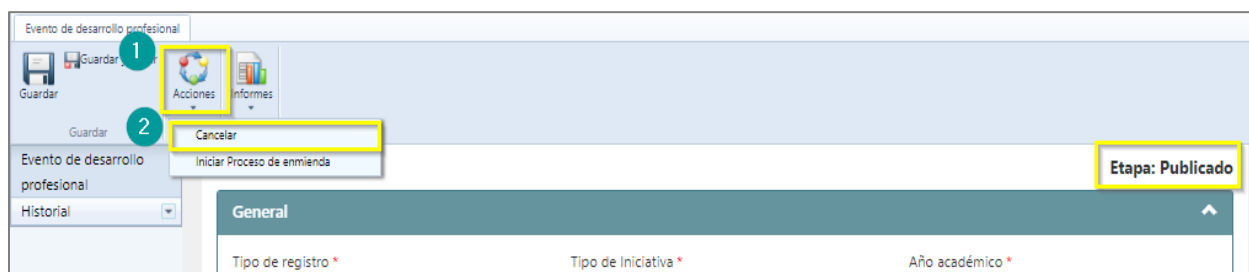 Evento de desarrollo profesional
1
Guardar
Guardar
Acciones
Informes
Guardar
2
Cancelar
Iniciar Proceso de enmienda
Evento de desarrollo
profesional
Historial
Etapa: Publicado
General
Tipo de registro *
Tipo de Iniciativa *
Año académico *